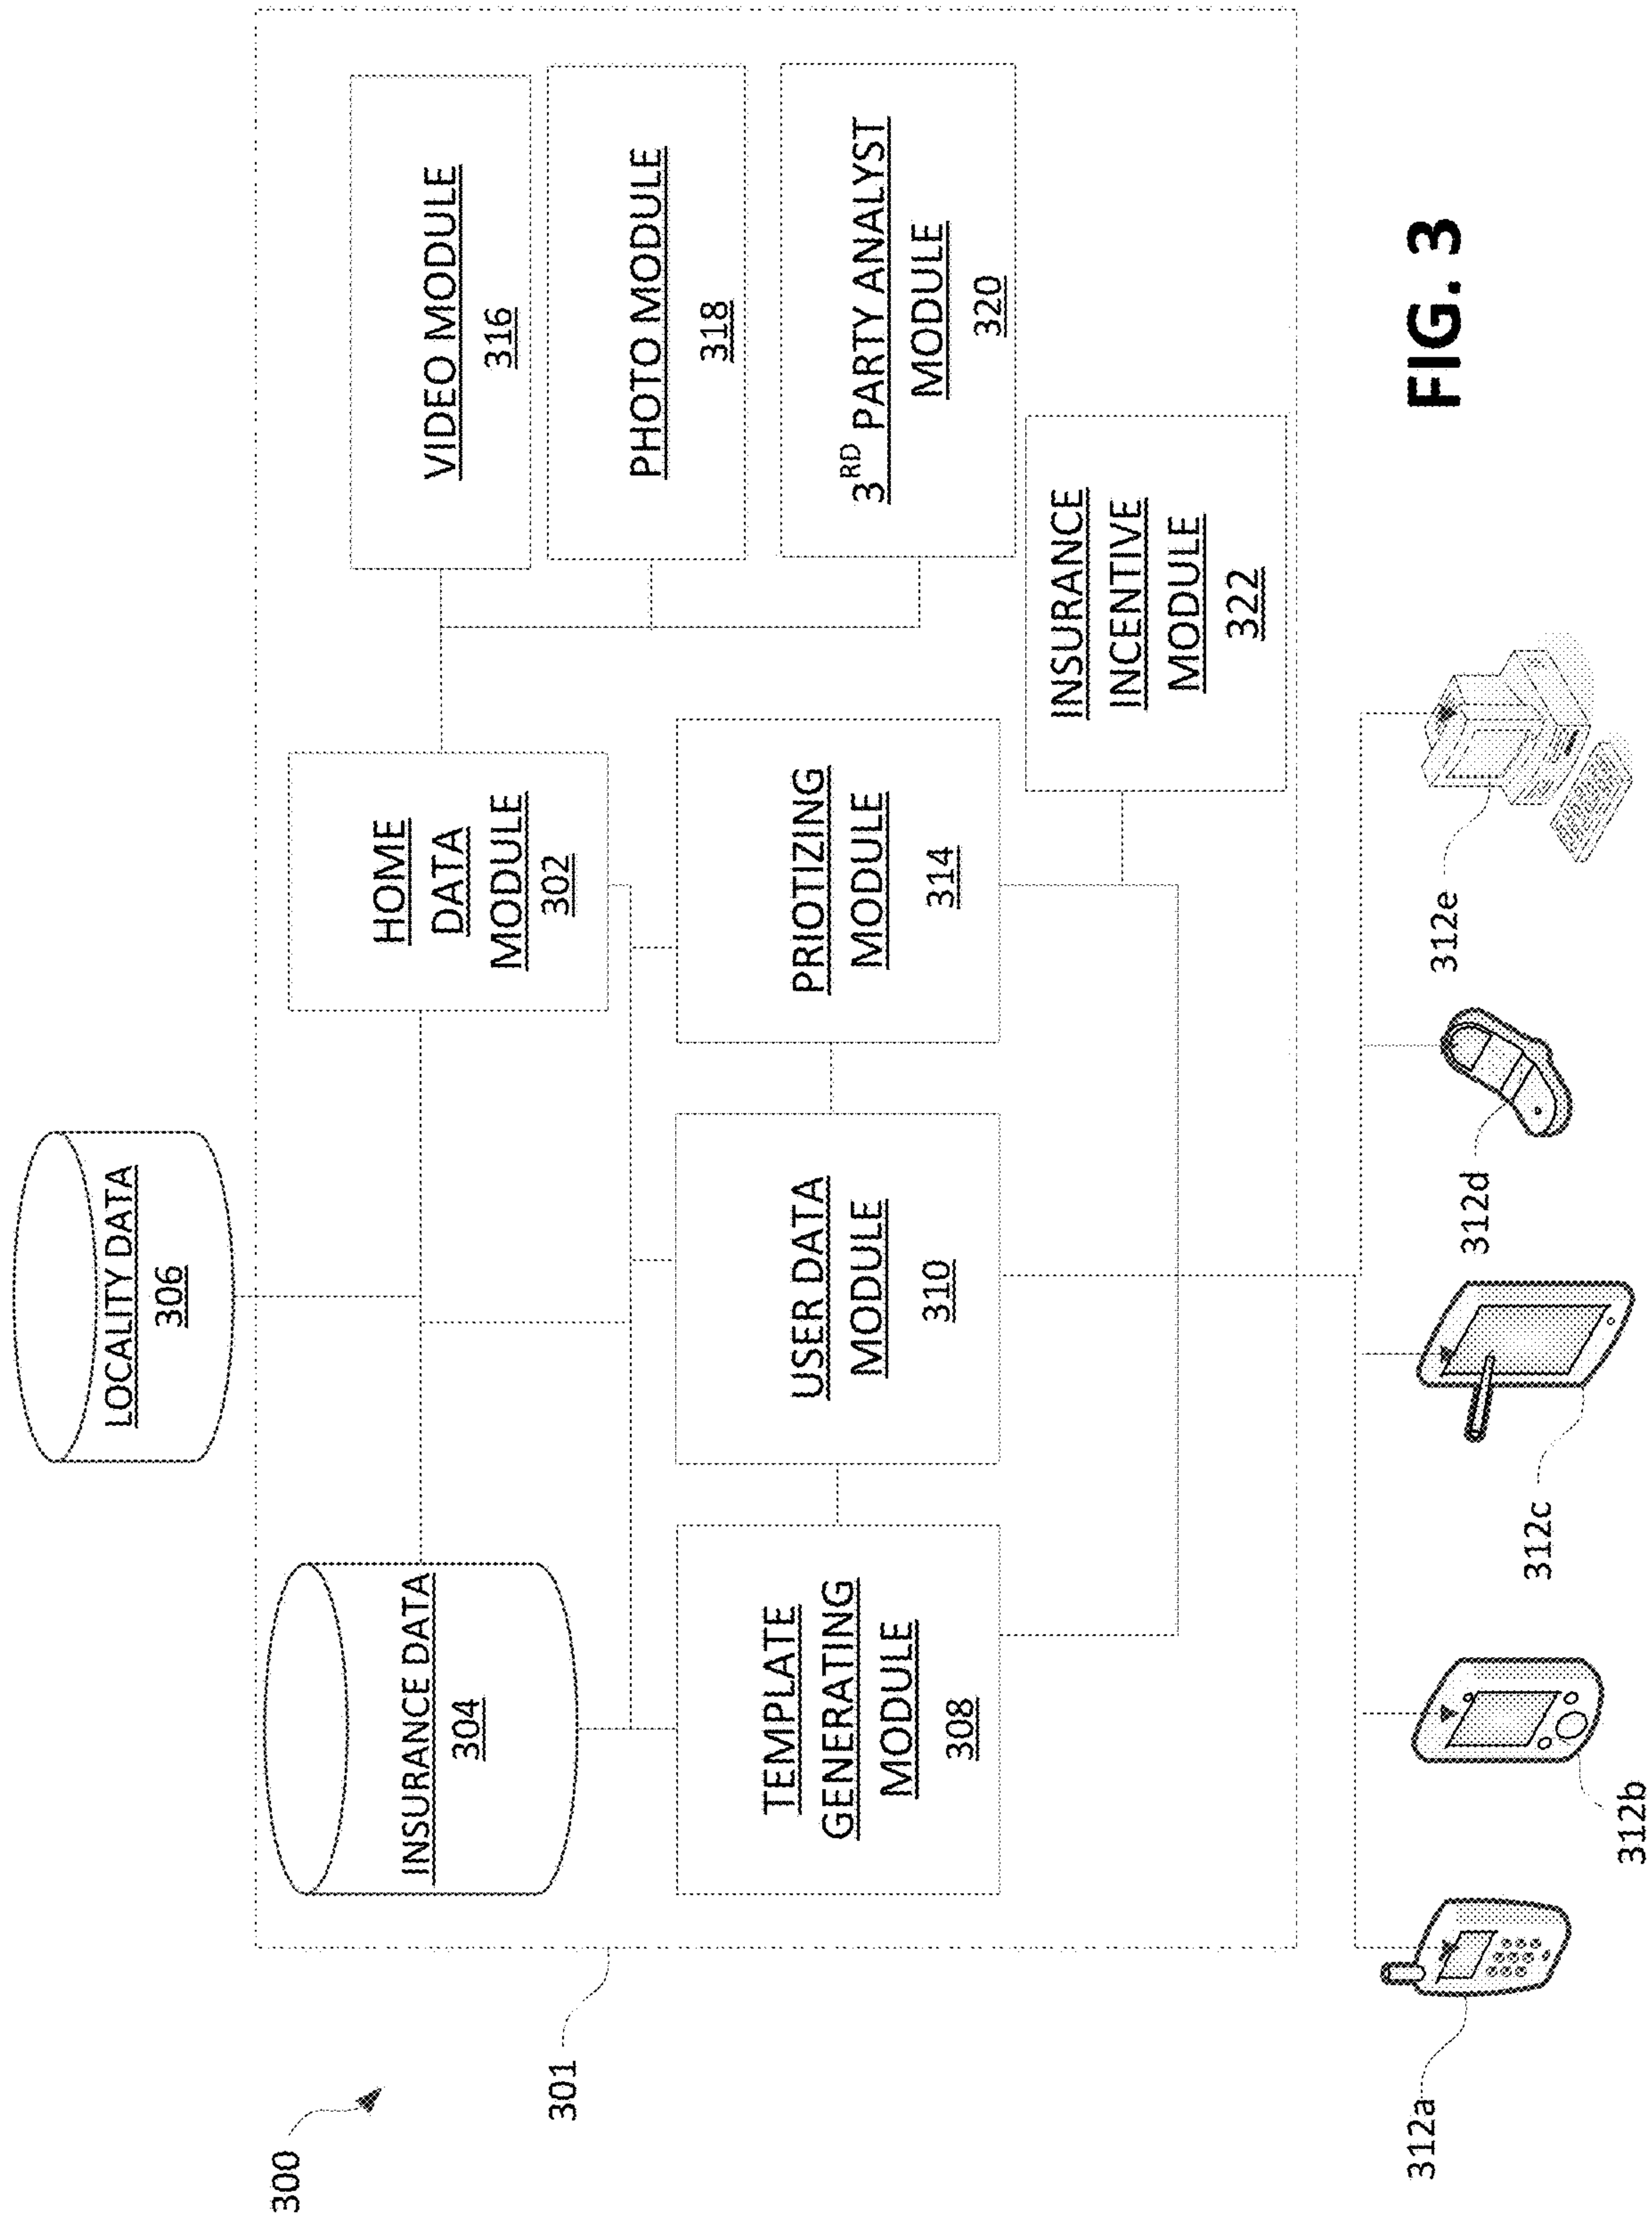 300
301
LOCALITY DATA
306
INSURANCE DATA
304
HOME
DATA
MODULE
302
VIDEO MODULE
316
PHOTO MODULE
318
3RD PARTY ANALYST
MODULE
320
TEMPLATE
GENERATING
MODULE
308
USER DATA
MODULE
310
PRIOTIZING
MODULE
314
INSURANCE
INCENTIVE
MODULE
322
312a
312b
312c
312d
312e
FIG. 3